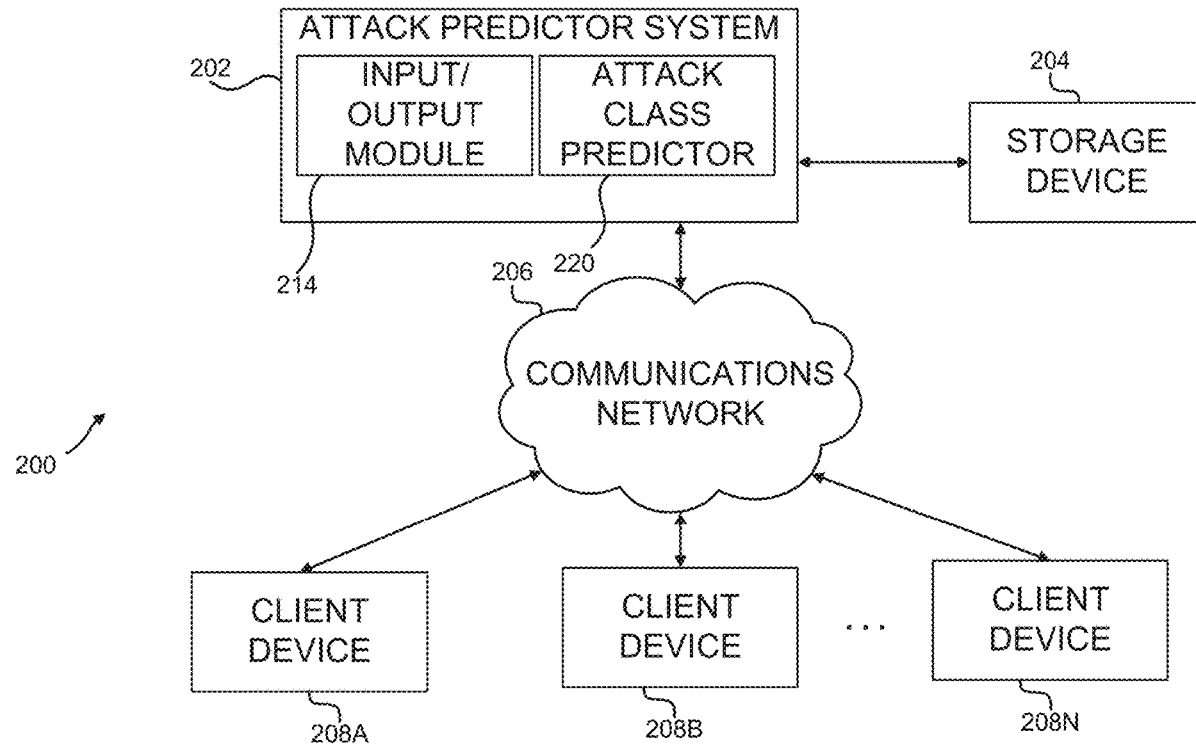 ATTACK PREDICTOR SYSTEM
202
INPUT/
OUTPUT
MODULE
ATTACK
CLASS
PREDICTOR
204
STORAGE
DEVICE
214
220
206
COMMUNICATIONS
NETWORK
200
CLIENT
DEVICE
CLIENT
DEVICE
...
CLIENT
DEVICE
208A
208B
208N